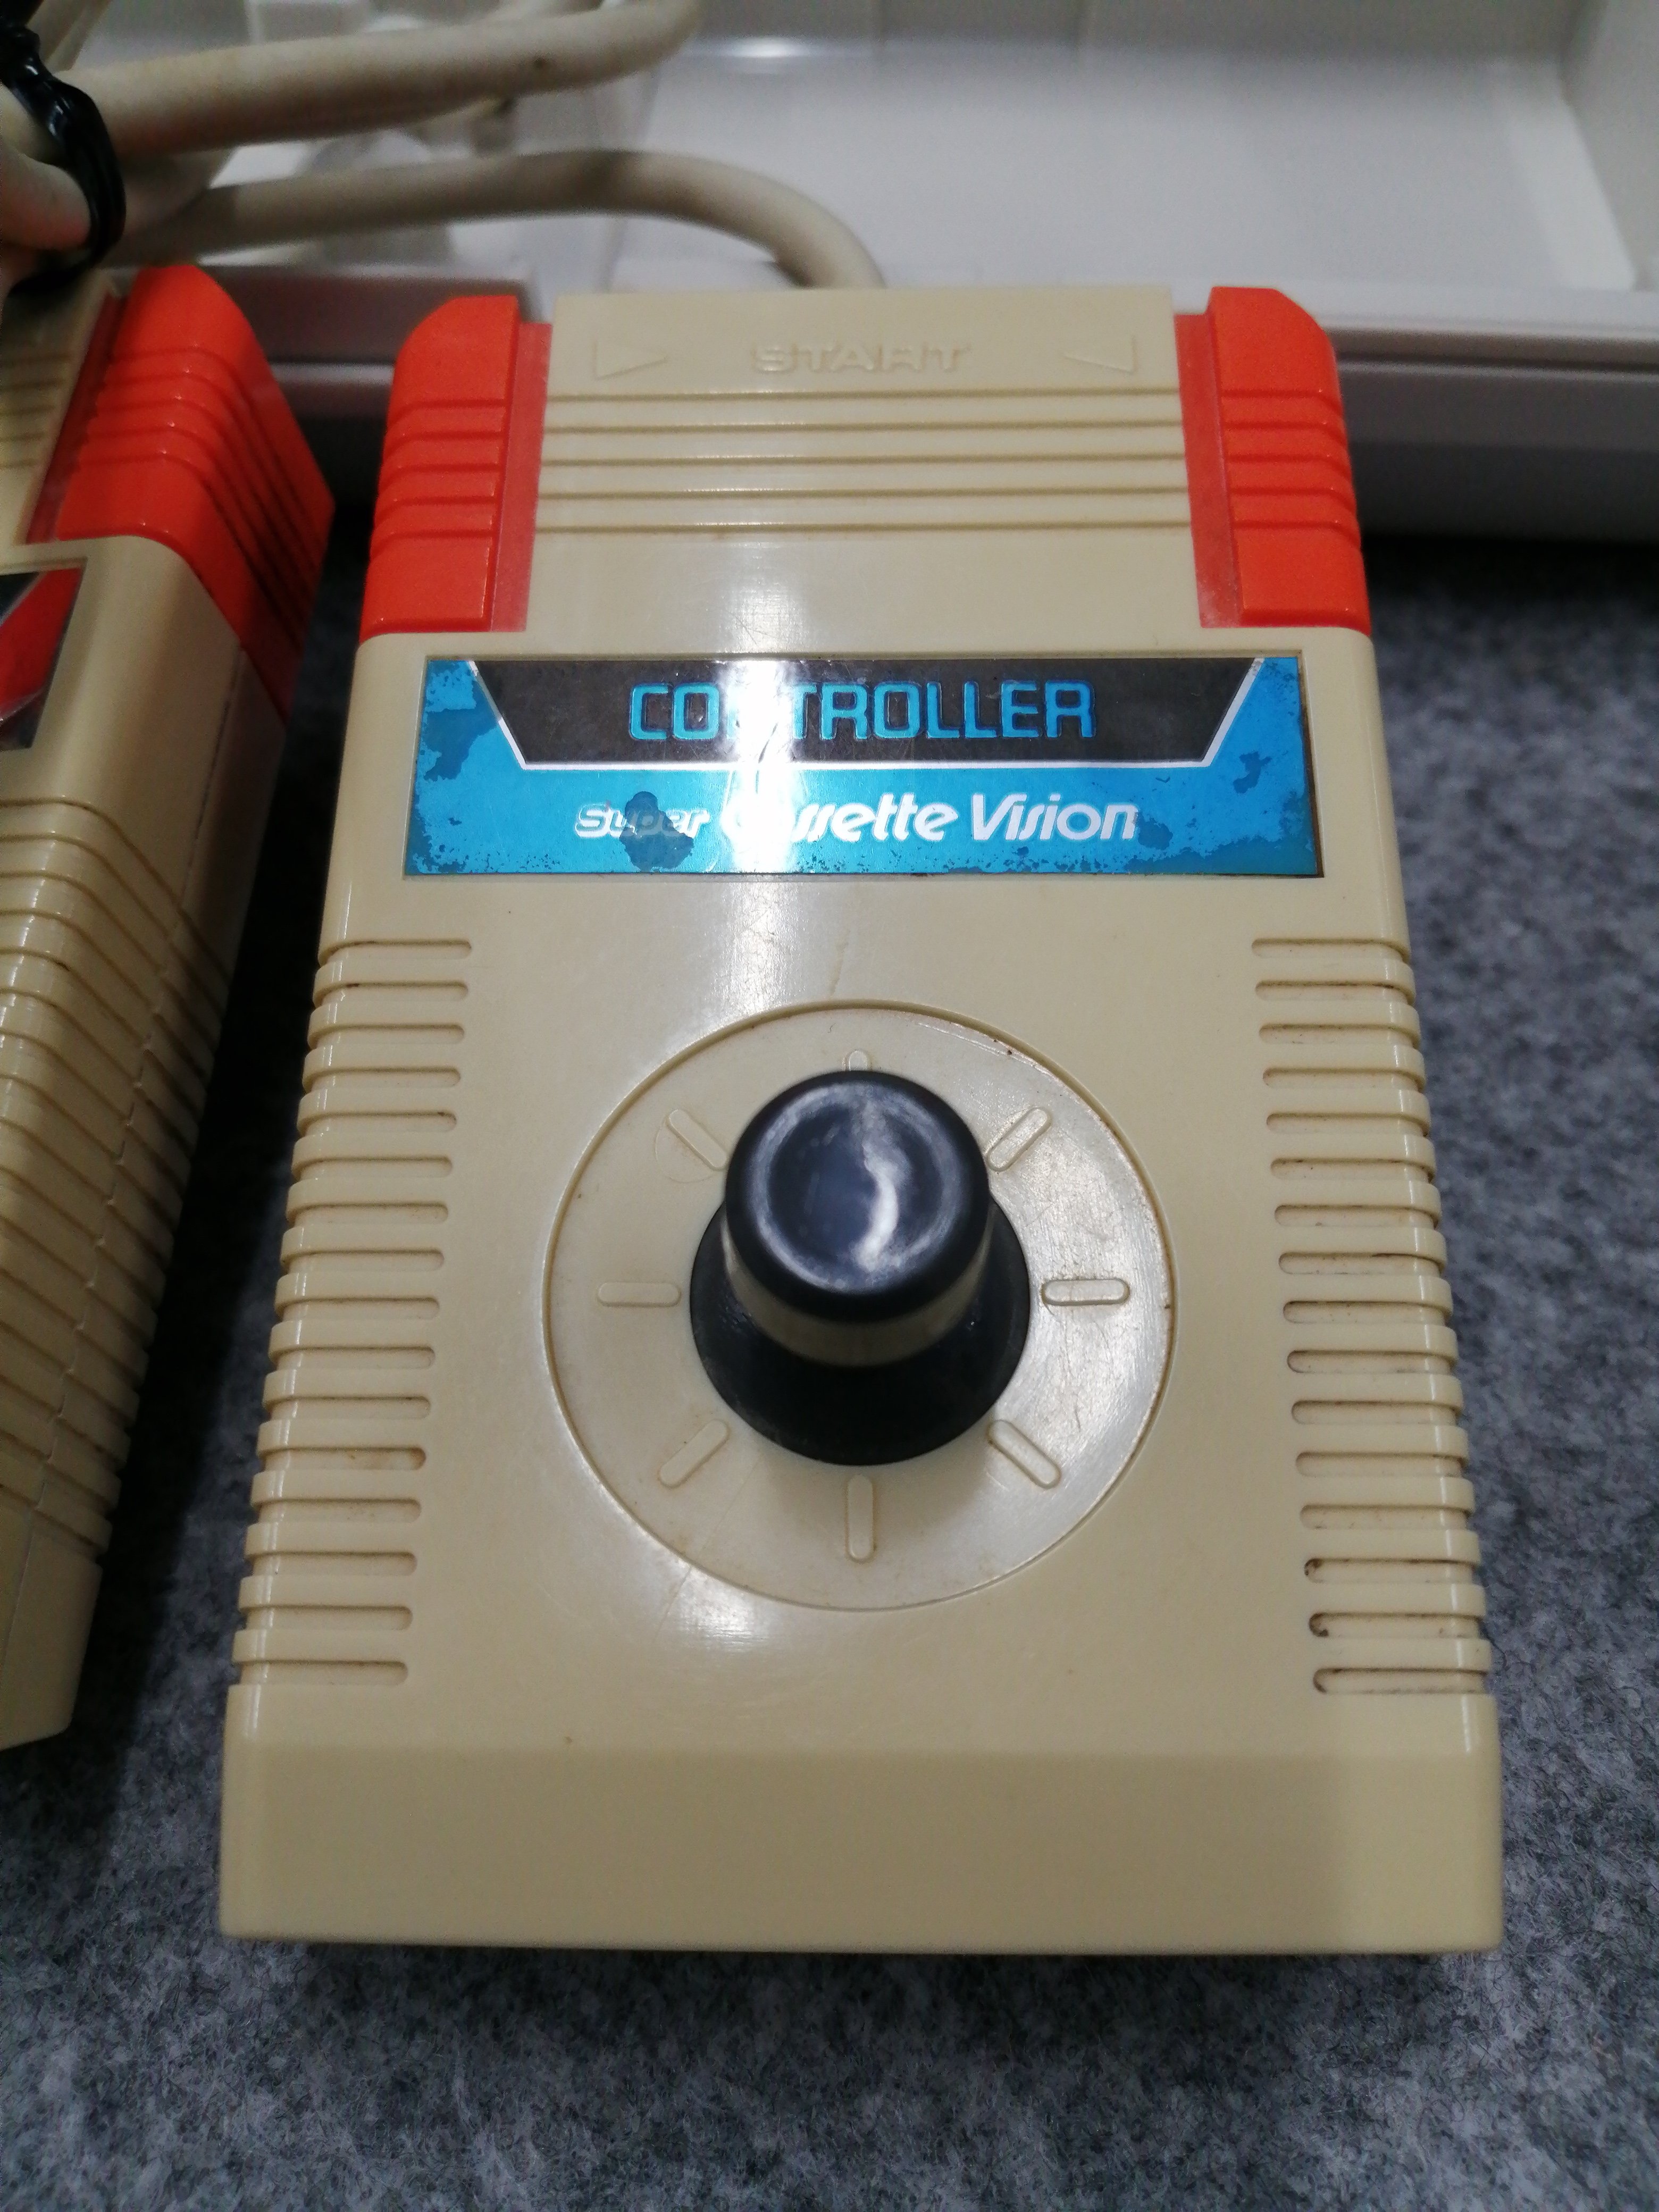 START
CONTROLLER
Super Cassette Vision